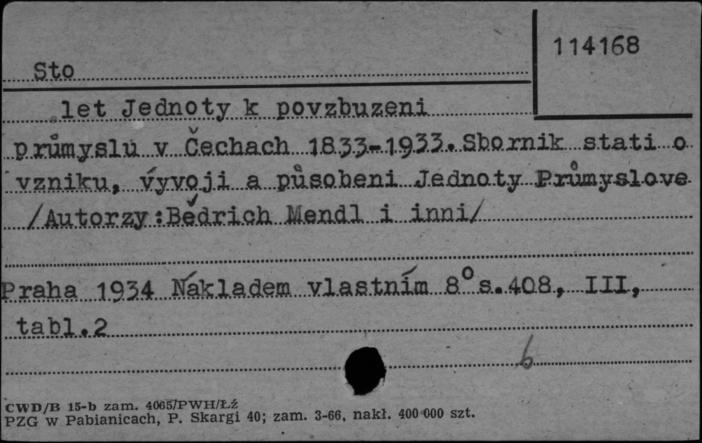 114168
Sto
let Jednoty k povzbuzeni
průmyslu v Čechach 1833-1933. Sbornik stati o
vzniku, vývoji a působeni Jednoty Průmyslove
/Autorzy: Bedřich Mendl i inni/
Praha 1934 Nákladem vlastním 8° s.408, III,
tabl.2
b
CWD/B 15-b zam. 4065/PWH/Łź
PZG w Pabianicach, P. Skargi 40; zam. 3-66, nakł. 400 000 szt.